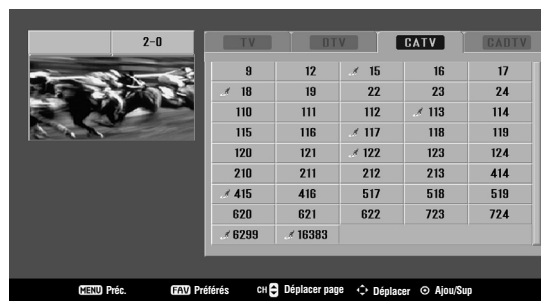 2-0
TV DTV CATV CADTV
9 12 15 16 17
18 19 22 23 24
110 111 112 113 114
115 116 117 118 119
120 121 122 123 124
210 211 212 213 414
415 416 517 518 519
620 621 622 723 724
6299 16383
MENU Préc. FAV Préférés CH Déplacer page Déplacer Ajou/Sup